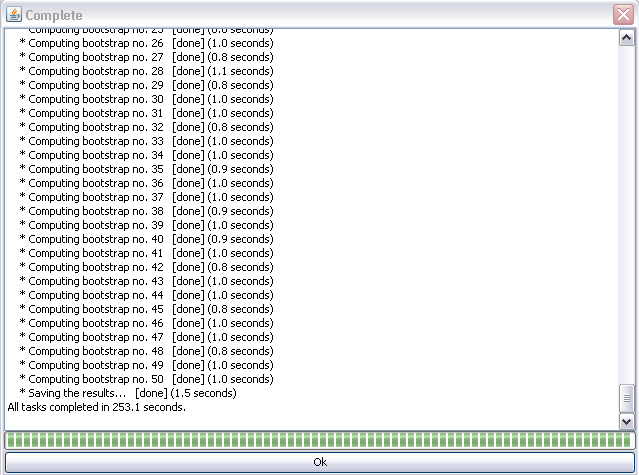 Complete
* Computing bootstrap no. 25 [done] (0.8 seconds)
* Computing bootstrap no. 26 [done] (1.0 seconds)
* Computing bootstrap no. 27 [done] (0.8 seconds)
* Computing bootstrap no. 28 [done] (1.1 seconds)
* Computing bootstrap no. 29 [done] (0.8 seconds)
* Computing bootstrap no. 30 [done] (1.0 seconds)
* Computing bootstrap no. 31 [done] (1.0 seconds)
* Computing bootstrap no. 32 [done] (0.8 seconds)
* Computing bootstrap no. 33 [done] (1.0 seconds)
* Computing bootstrap no. 34 [done] (1.0 seconds)
* Computing bootstrap no. 35 [done] (0.9 seconds)
* Computing bootstrap no. 36 [done] (1.0 seconds)
* Computing bootstrap no. 37 [done] (1.0 seconds)
* Computing bootstrap no. 38 [done] (0.9 seconds)
* Computing bootstrap no. 39 [done] (1.0 seconds)
* Computing bootstrap no. 40 [done] (0.9 seconds)
* Computing bootstrap no. 41 [done] (1.0 seconds)
* Computing bootstrap no. 42 [done] (0.8 seconds)
* Computing bootstrap no. 43 [done] (1.0 seconds)
* Computing bootstrap no. 44 [done] (1.0 seconds)
* Computing bootstrap no. 45 [done] (0.8 seconds)
* Computing bootstrap no. 46 [done] (1.0 seconds)
* Computing bootstrap no. 47 [done] (1.0 seconds)
* Computing bootstrap no. 48 [done] (0.8 seconds)
* Computing bootstrap no. 49 [done] (1.0 seconds)
* Computing bootstrap no. 50 [done] (1.0 seconds)
* Saving the results... [done] (1.5 seconds)
All tasks completed in 253.1 seconds.
Ok